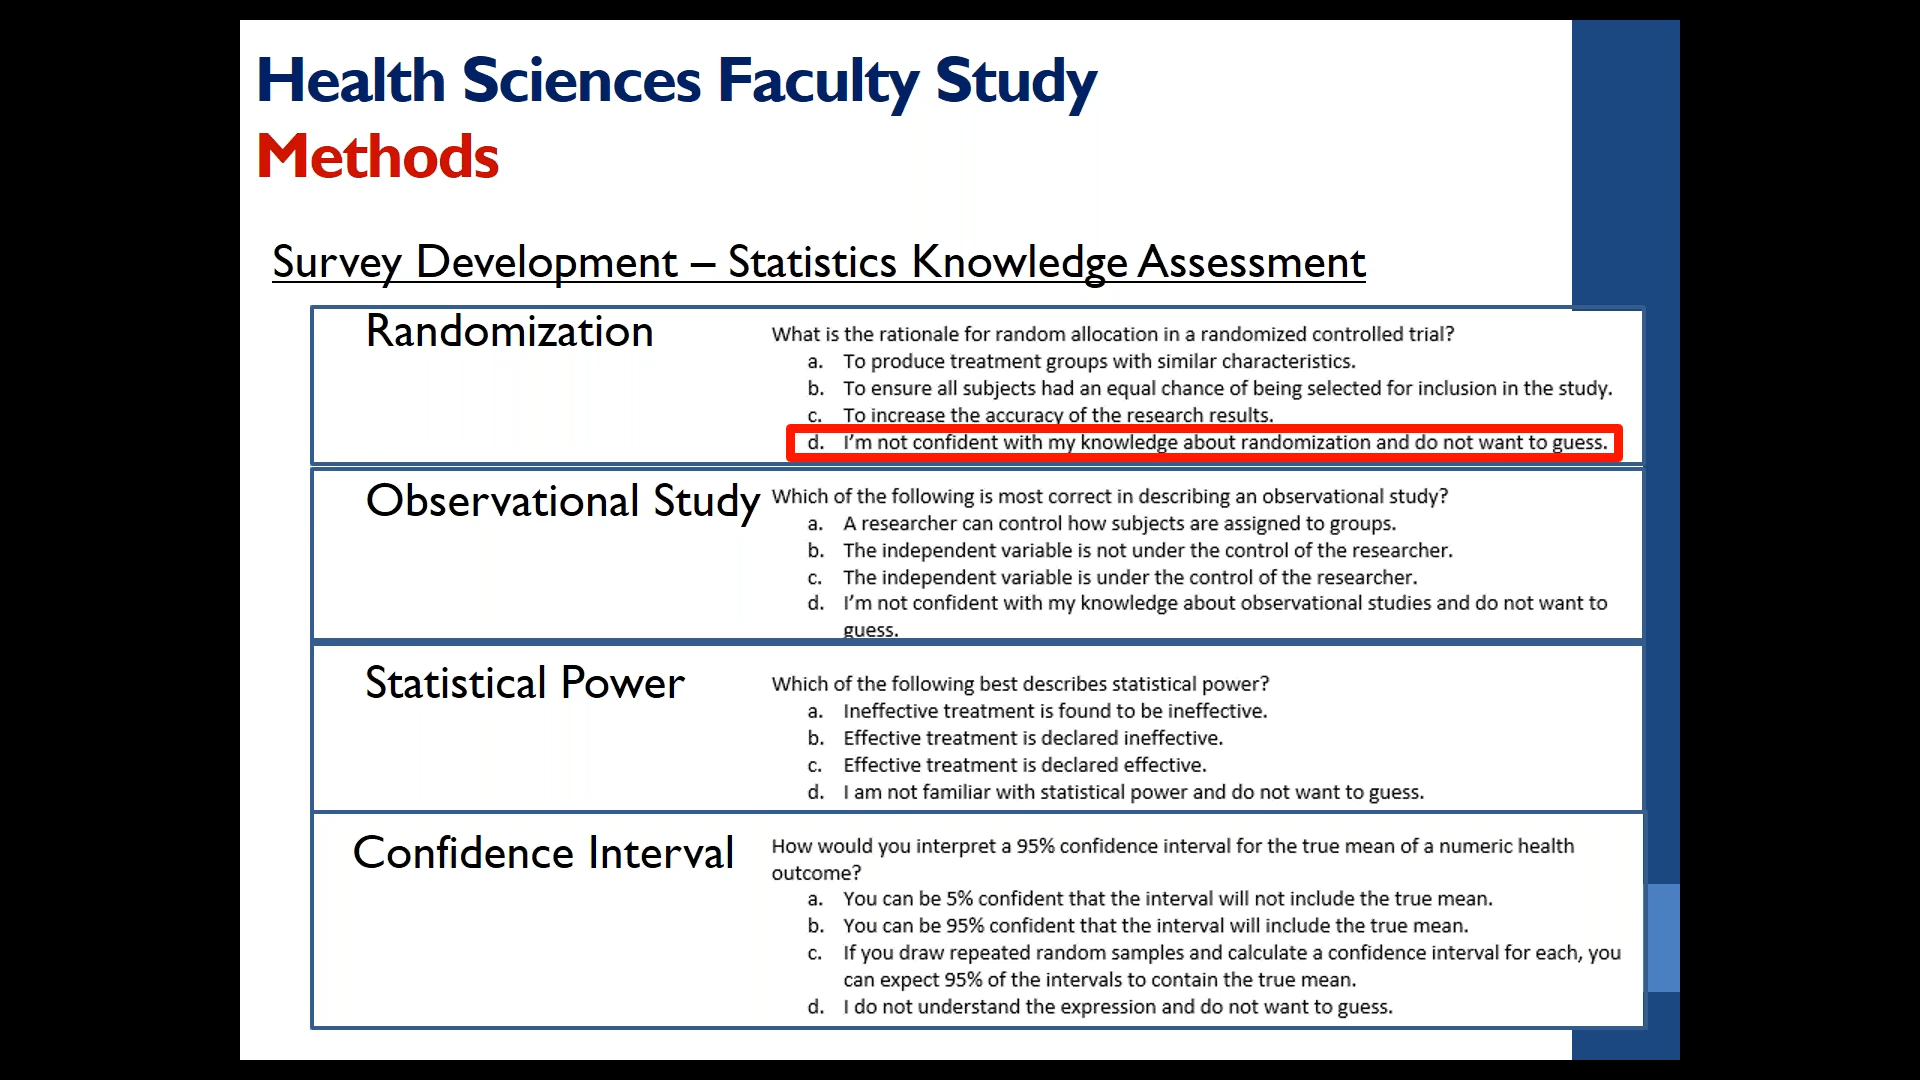 Health Sciences Faculty Study
Methods
Survey Development – Statistics Knowledge Assessment
Randomization
What is the rationale for random allocation in a randomized controlled trial?
a. To produce treatment groups with similar characteristics.
b. To ensure all subjects had an equal chance of being selected for inclusion in the study.
c. To increase the accuracy of the research results.
d. I’m not confident with my knowledge about randomization and do not want to guess.
Observational Study
Which of the following is most correct in describing an observational study?
a. A researcher can control how subjects are assigned to groups.
b. The independent variable is not under the control of the researcher.
c. The independent variable is under the control of the researcher.
d. I’m not confident with my knowledge about observational studies and do not want to
guess.
Statistical Power
Which of the following best describes statistical power?
a. Ineffective treatment is found to be ineffective.
b. Effective treatment is declared ineffective.
c. Effective treatment is declared effective.
d. I am not familiar with statistical power and do not want to guess.
Confidence Interval
How would you interpret a 95% confidence interval for the true mean of a numeric health
outcome?
a. You can be 5% confident that the interval will not include the true mean.
b. You can be 95% confident that the interval will include the true mean.
c. If you draw repeated random samples and calculate a confidence interval for each, you
can expect 95% of the intervals to contain the true mean.
d. I do not understand the expression and do not want to guess.